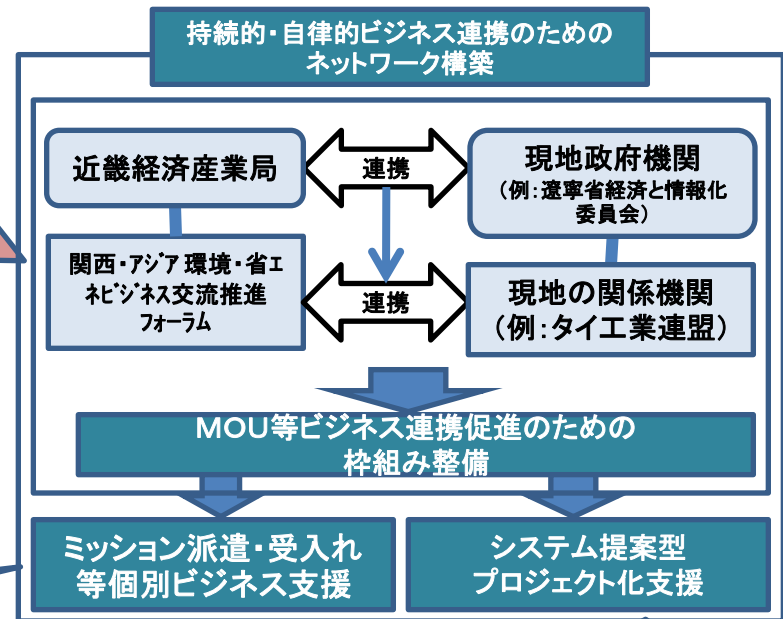 持続的・自律的ビジネス連携のための
ネットワーク構築
近畿経済産業局
連携
現地政府機関
（例：遼寧省経済と情報化
委員会）
関西・アジア 環境・省エ
ネビジネス交流推進
フォーラム
連携
現地の関係機関
（例：タイ工業連盟）
ＭＯＵ等ビジネス連携促進のための
枠組み整備
ミッション派遣・受入れ
等個別ビジネス支援
システム提案型
プロジェクト化支援